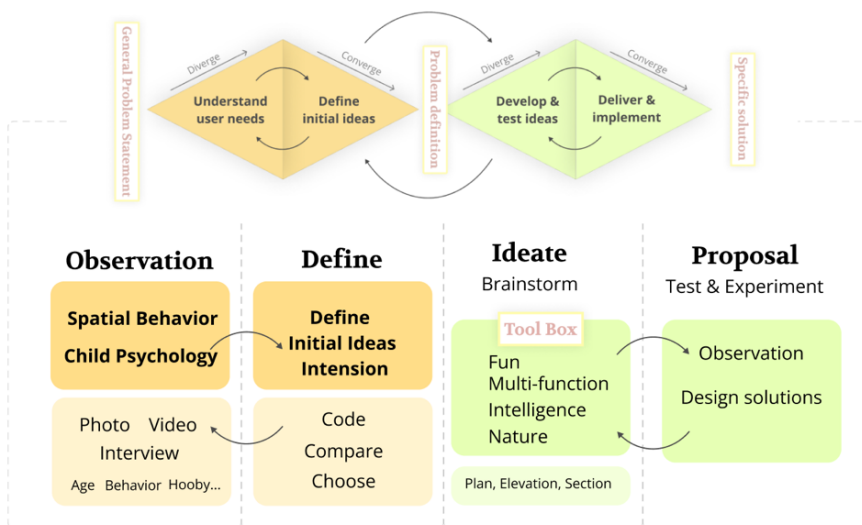 General Problem Statement
Diverge
Converge
Understand
user needs
Define
initial ideas
Problem definition
Diverge
Converge
Develop &
test ideas
Deliver &
implement
Specific solution
Observation
Spatial Behavior
Child Psychology
Photo Video
Interview
Age Behavior Hooby...
Define
Define
Initial Ideas
Intension
Code
Compare
Choose
Ideate
Brainstorm
Tool Box
Fun
Multi-function
Intelligence
Nature
Plan, Elevation, Section
Proposal
Test & Experiment
Observation
Design solutions